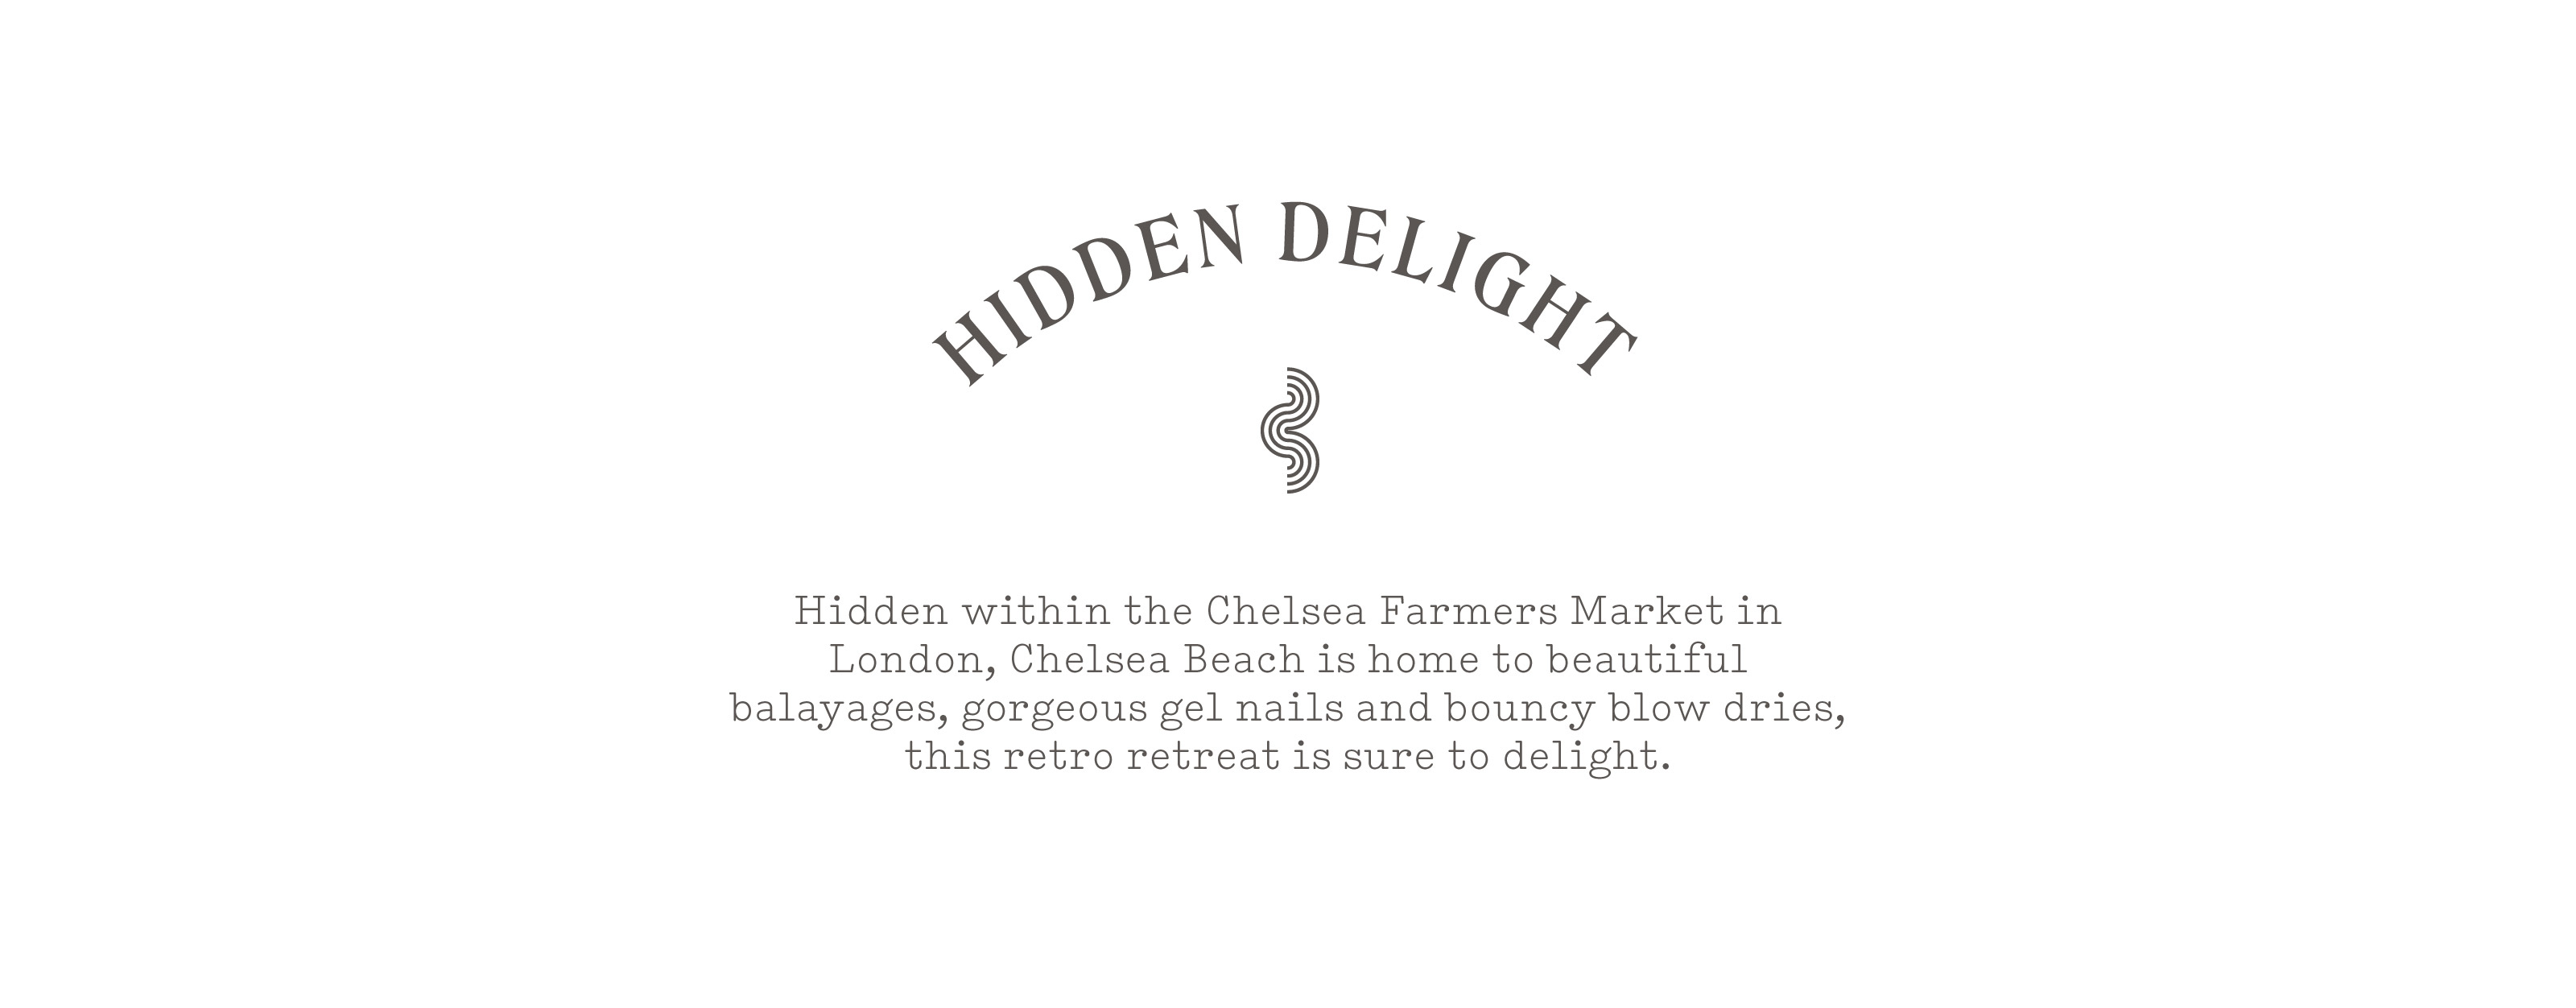 HIDDEN DELIGHT
Hidden within the Chelsea Farmers Market in
London, Chelsea Beach is home to beautiful
balayages, gorgeous gel nails and bouncy blow dries,
this retro retreat is sure to delight.